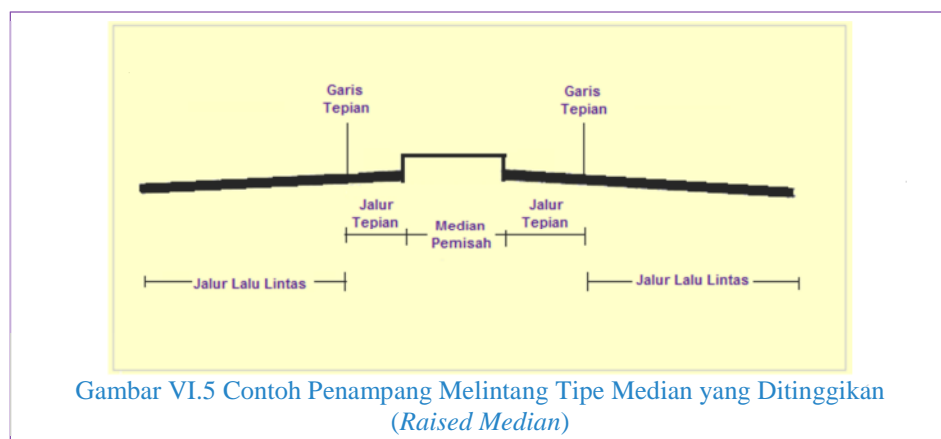 Garis
Tepian
Garis
Tepian
Jalur
Tepian
Median
Pemisah
Jalur
Tepian
Jalur Lalu Lintas
Jalur Lalu Lintas
Gambar VI.5 Contoh Penampang Melintang Tipe Median yang Ditinggikan
(Raised Median)